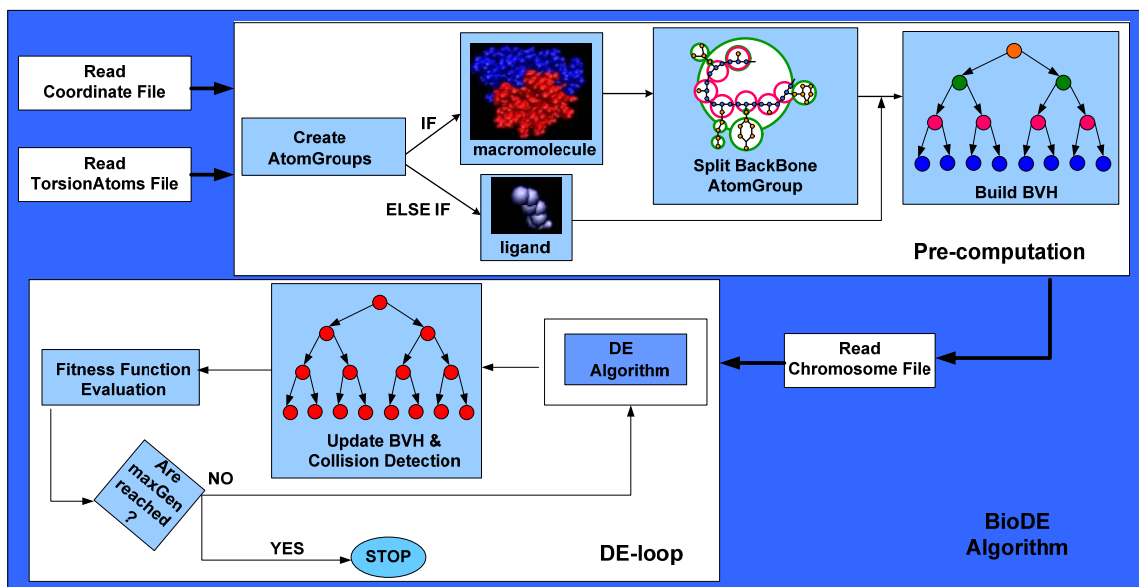 Read
Coordinate File
Read
TorsionAtoms File
Create
AtomGroups
IF
ELSE IF
macromolecule
ligand
Split BackBone
AtomGroup
Build BVH
Pre-computation
Read
Chromosome File
DE
Algorithm
Update BVH &
Collision Detection
Fitness Function
Evaluation
Are
maxGen
reached
?
NO
YES
STOP
DE-loop
BioDE
Algorithm